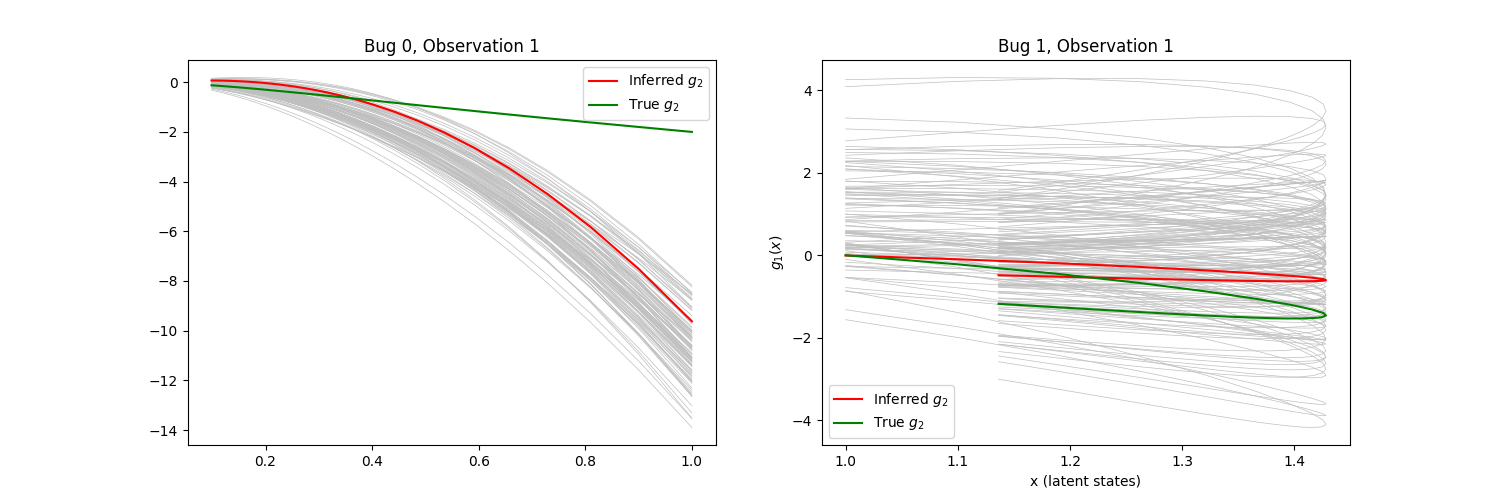 Bug 0, Observation 1
Inferred g₂
True g₂
0
−2
−4
−6
−8
−10
−12
−14
0.2 0.4 0.6 0.8 1.0
Bug 1, Observation 1
g₁(x)
4
2
0
−2
−4
Inferred g₂
True g₂
1.0 1.1 1.2 1.3 1.4
x (latent states)